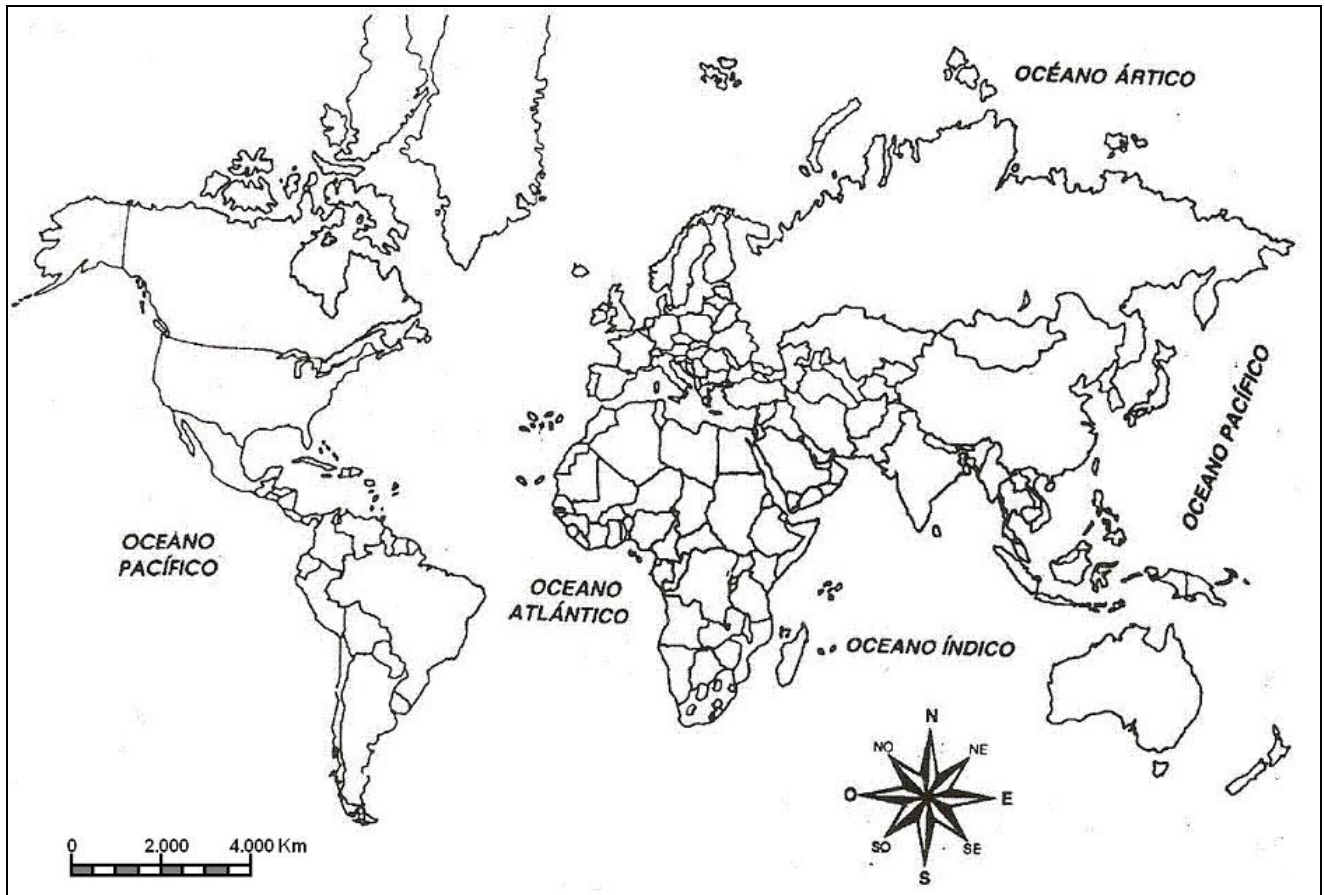 OCÉANO ÁRTICO
OCEANO PACÍFICO
OCEANO
PACÍFICO
OCEANO
ATLÁNTICO
OCEANO ÍNDICO
N
NO
NE
O
E
SO
SE
S
0
2.000
4.000 Km